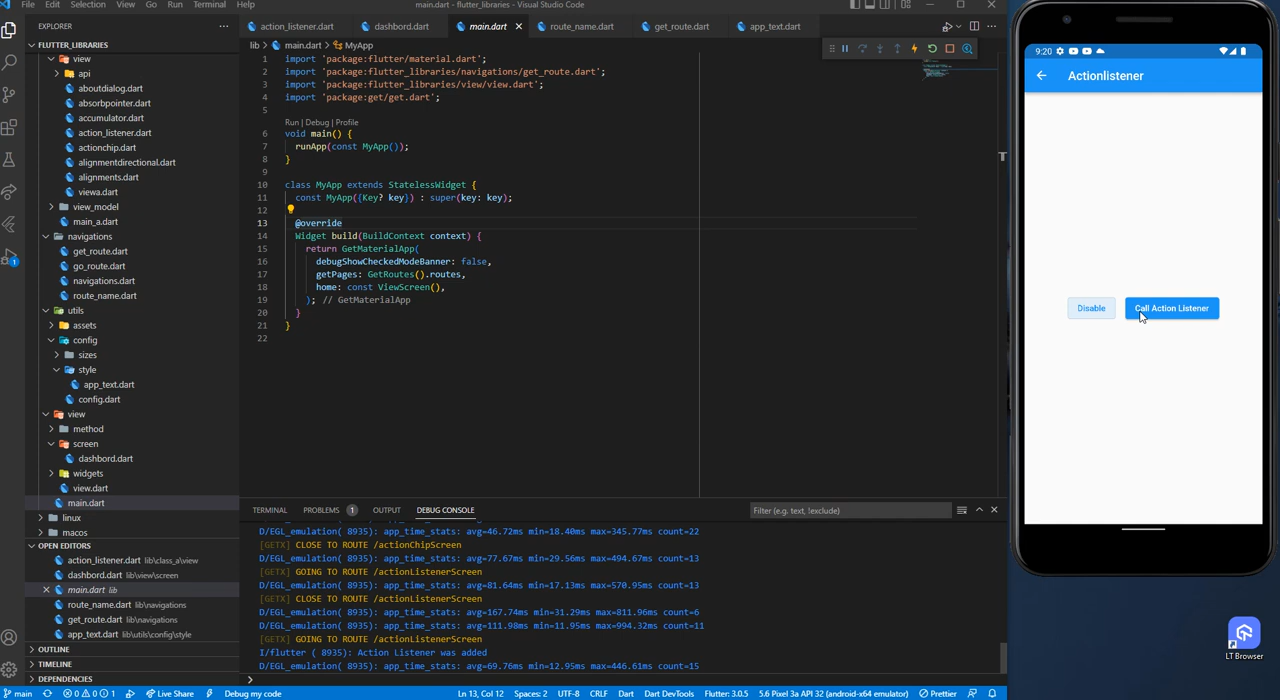 File Edit Selection View Go Run Terminal Help
main.dart - flutter_libraries - Visual Studio Code
EXPLORER
FLUTTER_LIBRARIES
view
api
aboutdialog.dart
absorbpointer.dart
accumulator.dart
action_listener.dart
actionchip.dart
alignmentdirectional.dart
alignments.dart
viewa.dart
view_model
main_a.dart
navigations
get_route.dart
go_route.dart
navigations.dart
route_name.dart
utils
assets
config
sizes
style
app_text.dart
config.dart
view
method
screen
dashbord.dart
widgets
view.dart
main.dart
linux
macos
OPEN EDITORS
action_listener.dart lib\class_a\view
dashbord.dart lib\view\screen
main.dart lib
route_name.dart lib\navigations
get_route.dart lib\navigations
app_text.dart lib\utils\config\style
OUTLINE
TIMELINE
DEPENDENCIES
action_listener.dart dashbord.dart main.dart route_name.dart get_route.dart app_text.dart
lib > main.dart > MyApp
1 import 'package:flutter/material.dart';
2 import 'package:flutter_libraries/navigations/get_route.dart';
3 import 'package:flutter_libraries/view/view.dart';
4 import 'package:get/get.dart';
5
Run | Debug | Profile
6 void main() {
7 runApp(const MyApp());
8 }
9
10 class MyApp extends StatelessWidget {
11 const MyApp({Key? key}) : super(key: key);
12
13 @override
14 Widget build(BuildContext context) {
15 return GetMaterialApp(
16 debugShowCheckedModeBanner: false,
17 getPages: GetRoutes().routes,
18 home: const ViewScreen(),
19 ); // GetMaterialApp
20 }
21 }
22
TERMINAL PROBLEMS 1 OUTPUT DEBUG CONSOLE
Filter (e.g. text, !exclude)
D/EGL_emulation( 8935): app_time_stats: avg=46.72ms min=18.40ms max=345.77ms count=22
[GETX] CLOSE TO ROUTE /actionChipScreen
D/EGL_emulation( 8935): app_time_stats: avg=77.67ms min=29.56ms max=494.67ms count=13
[GETX] GOING TO ROUTE /actionListenerScreen
D/EGL_emulation( 8935): app_time_stats: avg=81.64ms min=17.13ms max=570.95ms count=13
[GETX] CLOSE TO ROUTE /actionListenerScreen
D/EGL_emulation( 8935): app_time_stats: avg=167.74ms min=31.29ms max=811.96ms count=6
D/EGL_emulation( 8935): app_time_stats: avg=111.98ms min=11.95ms max=994.32ms count=11
[GETX] GOING TO ROUTE /actionListenerScreen
I/flutter ( 8935): Action Listener was added
D/EGL_emulation( 8935): app_time_stats: avg=69.76ms min=12.95ms max=446.61ms count=15
main 0 0 1 Live Share Debug my code Ln 13, Col 12 Spaces: 2 UTF-8 CRLF Dart Dart DevTools Flutter: 3.0.5 5.6 Pixel 3a API 32 (android-x64 emulator) Prettier
9:20
Actionlistener
Disable
Call Action Listener
LT Browser
1